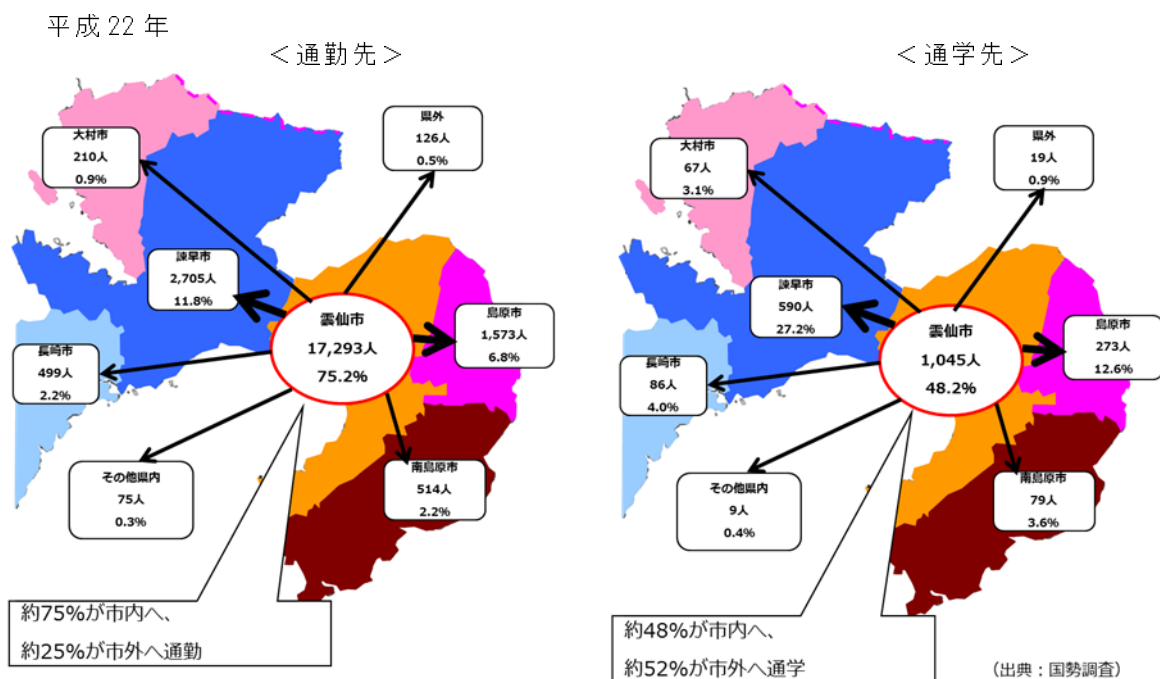 平成22年
＜通勤先＞
大村市
210人
0.9%
県外
126人
0.5%
諫早市
2,705人
11.8%
雲仙市
17,293人
75.2%
島原市
1,573人
6.8%
長崎市
499人
2.2%
その他県内
75人
0.3%
南島原市
514人
2.2%
約75%が市内へ、
約25%が市外へ通勤
＜通学先＞
大村市
67人
3.1%
県外
19人
0.9%
諫早市
590人
27.2%
雲仙市
1,045人
48.2%
島原市
273人
12.6%
長崎市
86人
4.0%
その他県内
9人
0.4%
南島原市
79人
3.6%
約48%が市内へ、
約52%が市外へ通学
（出典：国勢調査）